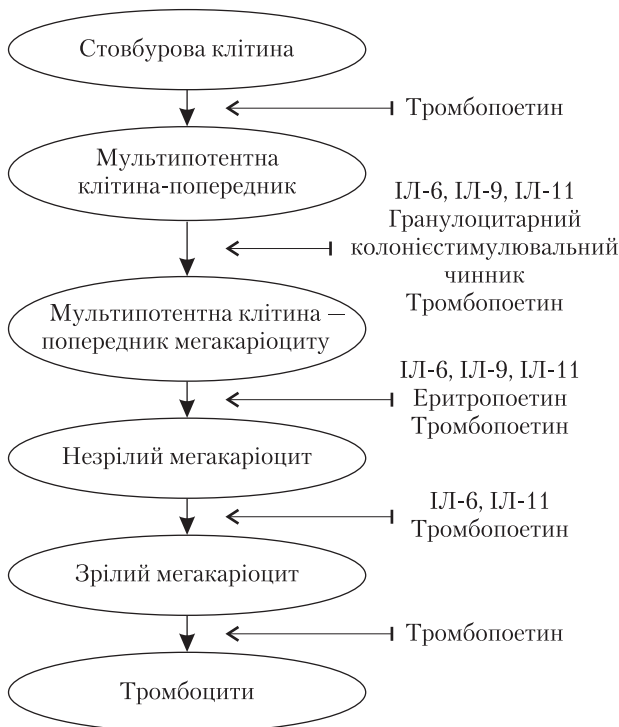 Стовбурова клітина
Тромбопоетин
Мультипотентна
клітина-попередник
ІЛ-6, ІЛ-9, ІЛ-11
Гранулоцитарний
колонієстимулювальний
чинник
Тромбопоетин
Мультипотентна клітина —
попередник мегакаріоциту
ІЛ-6, ІЛ-9, ІЛ-11
Еритропоетин
Тромбопоетин
Незрілий мегакаріоцит
ІЛ-6, ІЛ-11
Тромбопоетин
Зрілий мегакаріоцит
Тромбопоетин
Тромбоцити